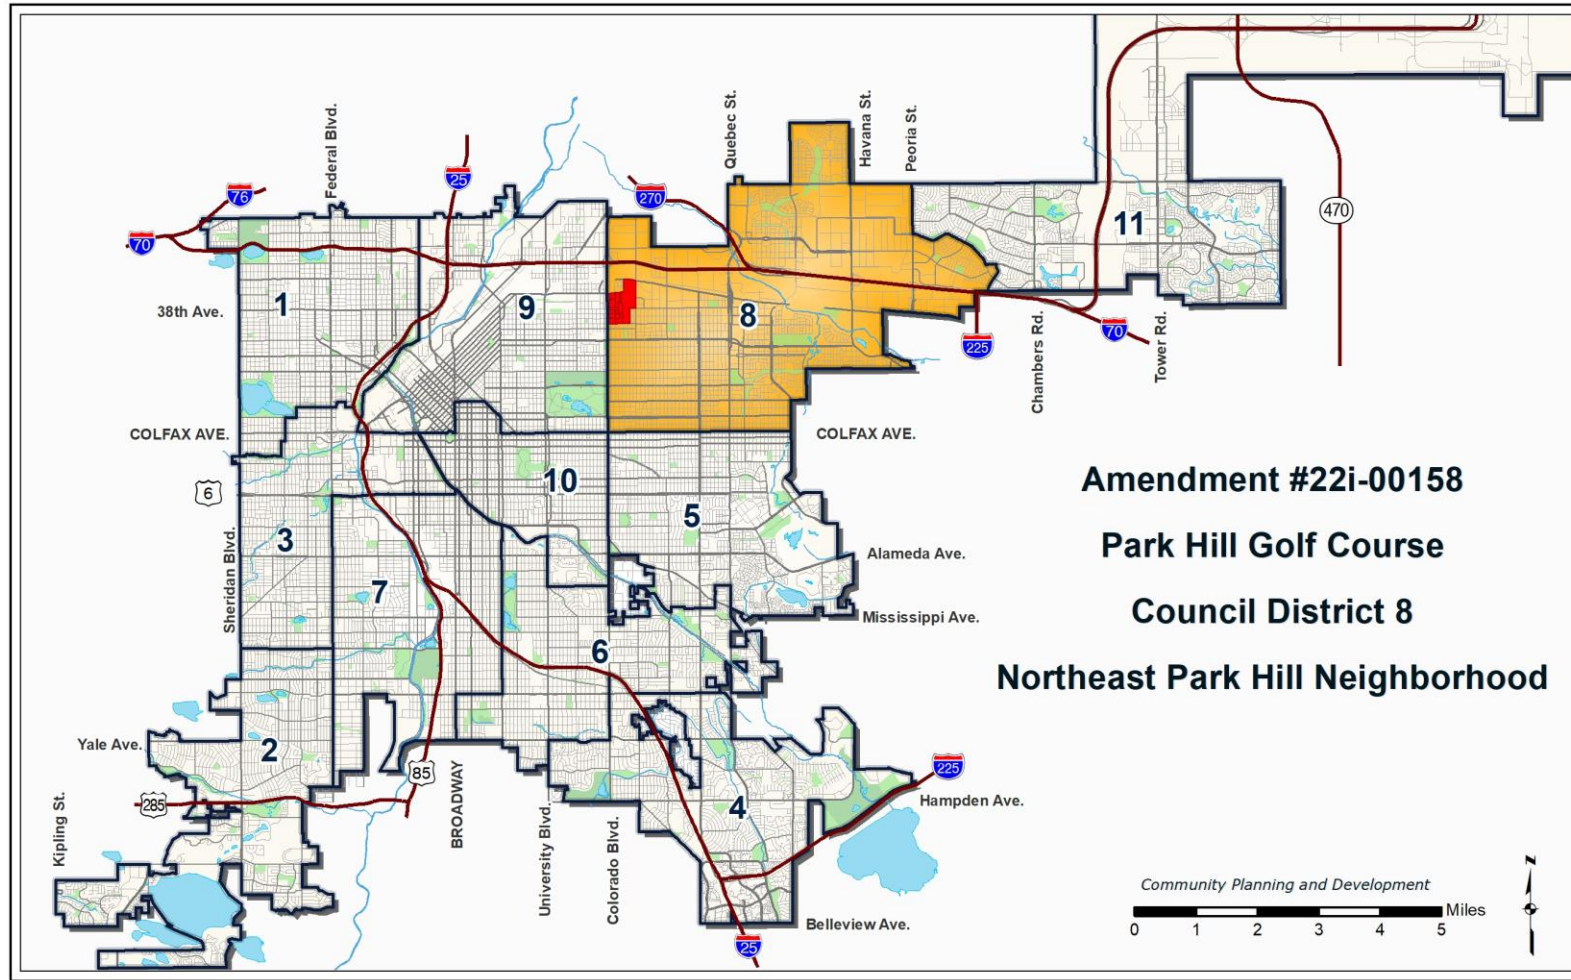 Federal Blvd.
Quebec St.
Havana St.
Peoria St.
76
25
270
470
70
11
1
9
8
38th Ave.
225
70
Chambers Rd.
Tower Rd.
COLFAX AVE.
COLFAX AVE.
6
10
5
3
Sheridan Blvd.
7
Alameda Ave.
Mississippi Ave.
6
Amendment #22i-00158
Park Hill Golf Course
Council District 8
Northeast Park Hill Neighborhood
Yale Ave.
2
85
285
BROADWAY
University Blvd.
Colorado Blvd.
4
225
Hampden Ave.
Kipling St.
Belleview Ave.
25
Community Planning and Development
Miles
0 1 2 3 4 5
N